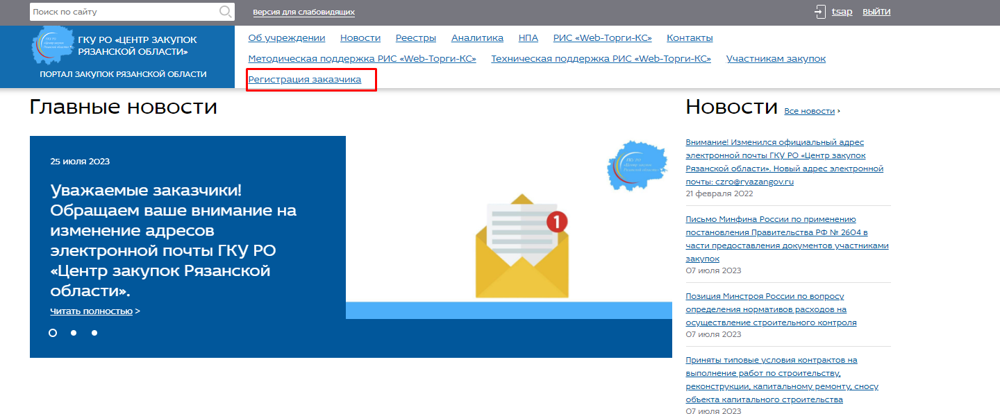 Поиск по сайту
Версия для слабовидящих
tsap ВЫЙТИ
ГКУ РО «ЦЕНТР ЗАКУПОК
РЯЗАНСКОЙ ОБЛАСТИ»
ПОРТАЛ ЗАКУПОК РЯЗАНСКОЙ ОБЛАСТИ
Об учреждении Новости Реестры Аналитика НПА РИС «Web-Торги-КС» Контакты
Методическая поддержка РИС «Web-Торги-КС» Техническая поддержка РИС «Web-Торги-КС» Участникам закупок
Регистрация заказчика
Главные новости
25 июля 2023
Уважаемые заказчики!
Обращаем ваше внимание на
изменение адресов
электронной почты ГКУ РО
«Центр закупок Рязанской
области».
Читать полностью >
1
ГКУ РО
«Центр закупок
Рязанской области»
Новости Все новости ›
Внимание! Изменился официальный адрес
электронной почты ГКУ РО «Центр закупок
Рязанской области». Новый адрес электронной
почты: czro@ryazangov.ru
21 февраля 2022
Письмо Минфина России по применению
постановления Правительства РФ № 2604 в
части предоставления документов участниками
закупок
07 июля 2023
Позиция Минстроя России по вопросу
определения нормативов расходов на
осуществление строительного контроля
07 июля 2023
Приняты типовые условия контрактов на
выполнение работ по строительству,
реконструкции, капитальному ремонту, сносу
объекта капитального строительства
07 июля 2023